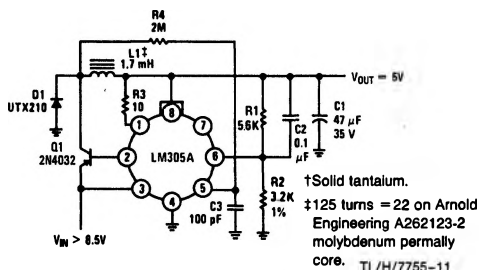 R4
2M
L1‡
1.7 mH
VOUT = 5V
D1
UTX210
R3
10
R1
5.6K
C1
47 µF
35 V
C2
0.1
µF
Q1
2N4032
1
8
7
2
LM305A
6
3
4
5
R2
3.2K
1%
C3
100 pF
VIN > 8.5V
†Solid tantalum.
‡125 turns = 22 on Arnold
Engineering A262123-2
molybdenum permally
core.
TL/H/7755-11